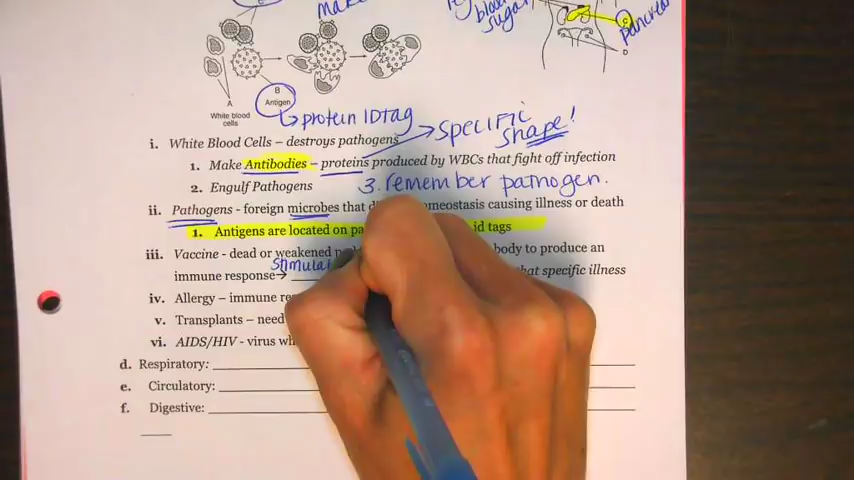 make
blood
sugar
C
pancrea
D
B
Antigen
A
White blood
cells
protein ID tag
specific
shape!
i. White Blood Cells – destroys pathogens
1. Make Antibodies – proteins produced by WBCs that fight off infection
2. Engulf Pathogens
3. remember pathogen.
ii. Pathogens - foreign microbes that homeostasis causing illness or death
1. Antigens are located on id tags
iii. Vaccine - dead or weakened body to produce an
stimulat
immune response that specific illness
iv. Allergy – immune
v. Transplants – need
vi. AIDS/HIV - virus
d. Respiratory:
e. Circulatory:
f. Digestive: